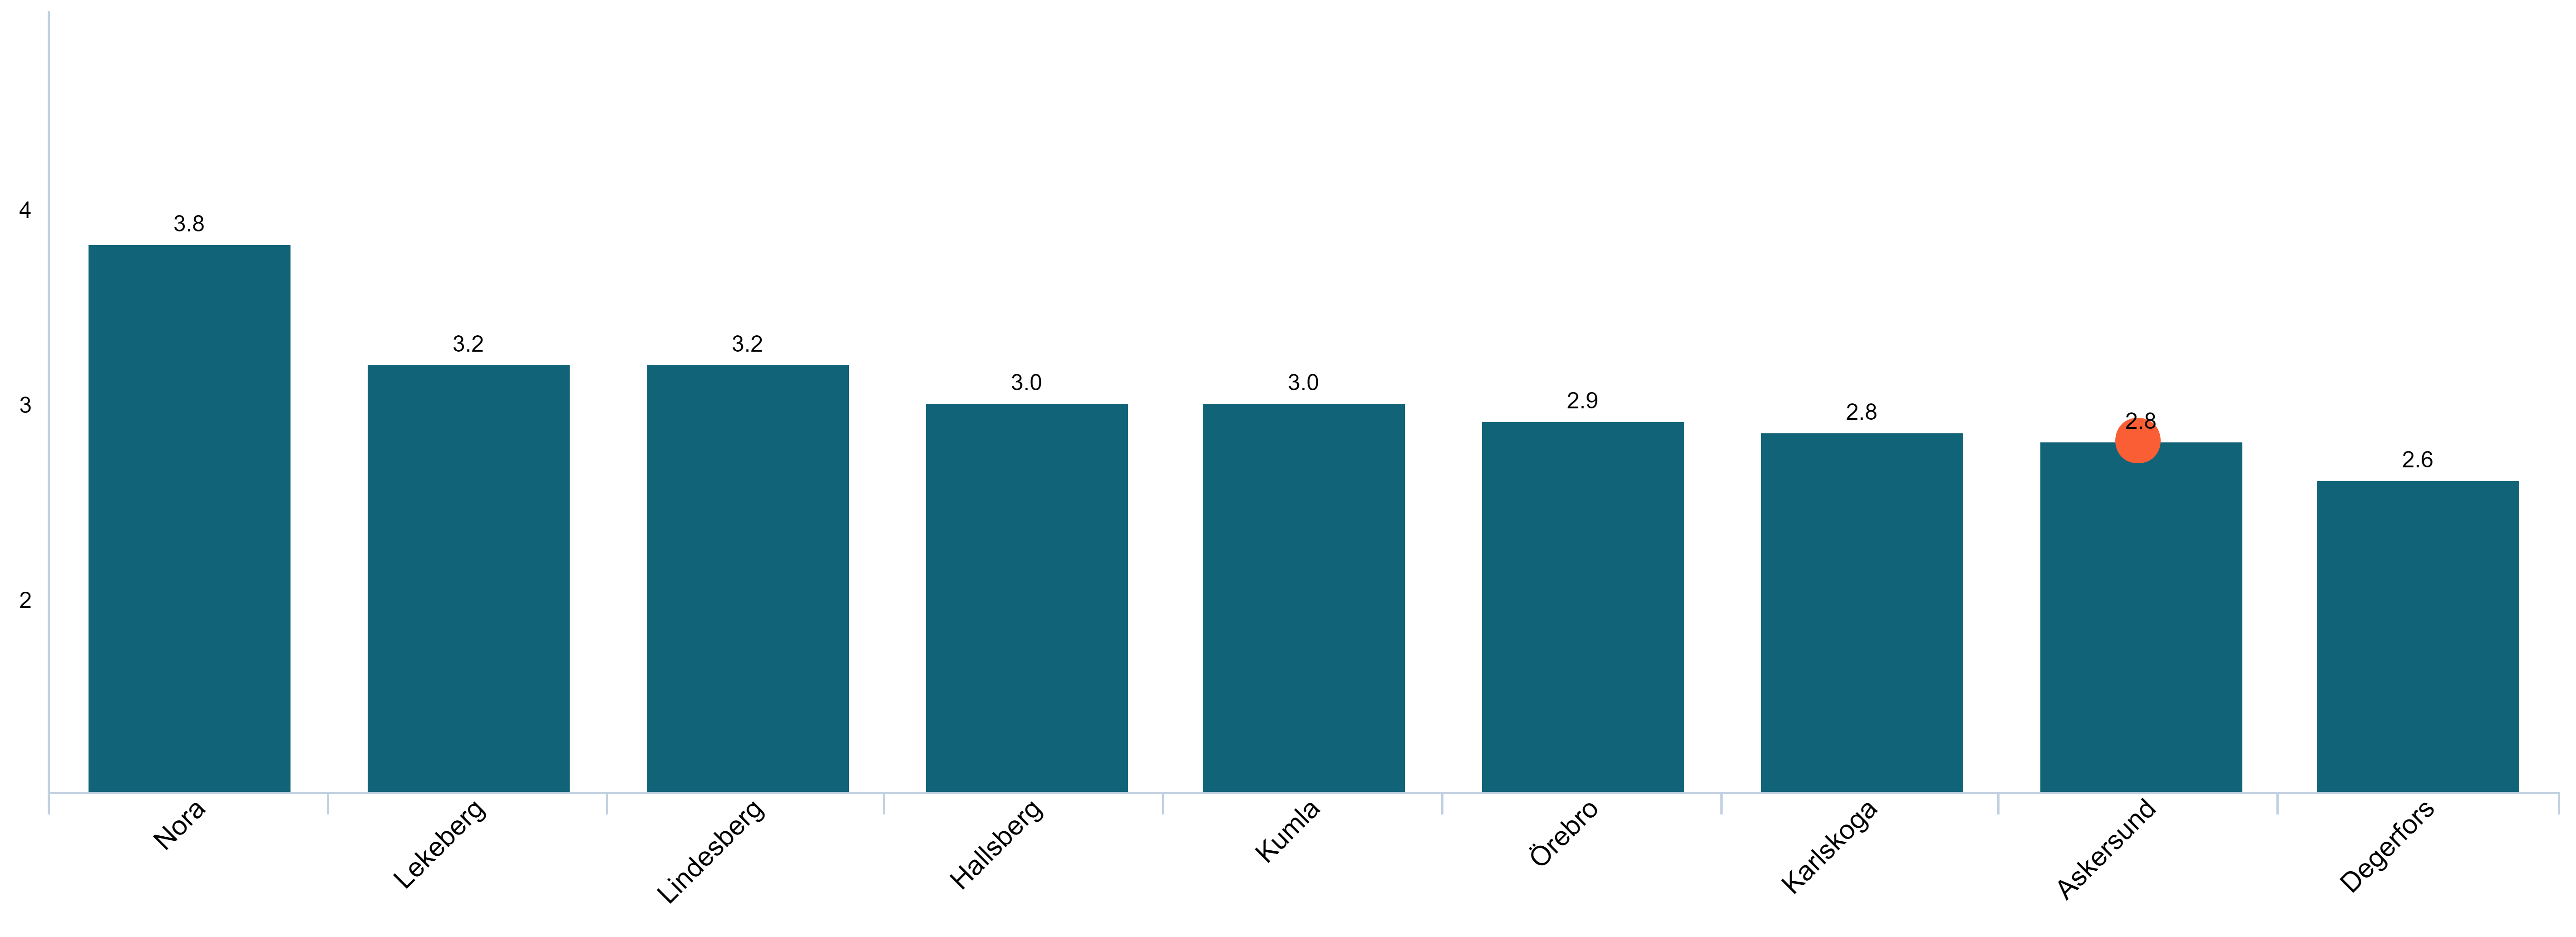 4
3
2
3.8
3.2
3.2
3.0
3.0
2.9
2.8
2.8
2.6
Nora
Lekeberg
Lindesberg
Hallsberg
Kumla
Örebro
Karlskoga
Askersund
Degerfors